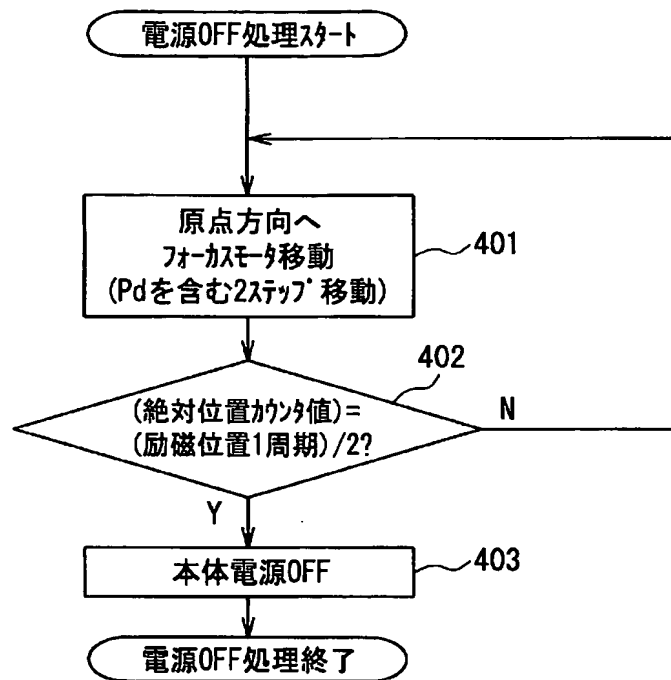 電源OFF処理ｽﾀｰﾄ
原点方向へ
ﾌｫｰｶｽﾓｰﾀ移動
(Pdを含む2ｽﾃｯﾌﾟ移動)
401
402
(絶対位置ｶｳﾝﾀ値)=
(励磁位置1周期)/2?
N
Y
本体電源OFF
403
電源OFF処理終了